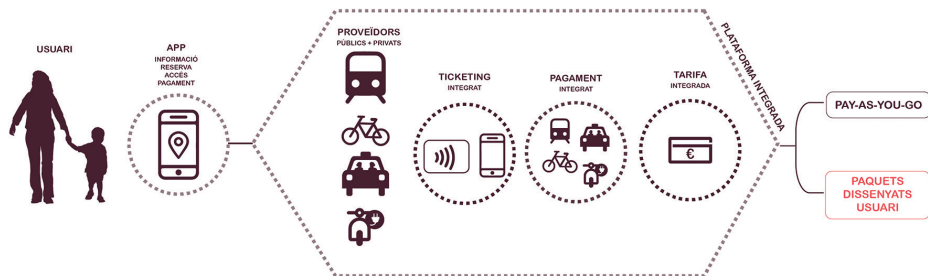 USUARI
APP
INFORMACIÓ
RESERVA
ACCÉS
PAGAMENT
PROVEÏDORS
PÚBLICS + PRIVATS
TICKETING
INTEGRAT
PAGAMENT
INTEGRAT
TARIFA
INTEGRADA
€
PLATAFORMA INTEGRADA
PAY-AS-YOU-GO
PAQUETS
DISSENYATS
USUARI